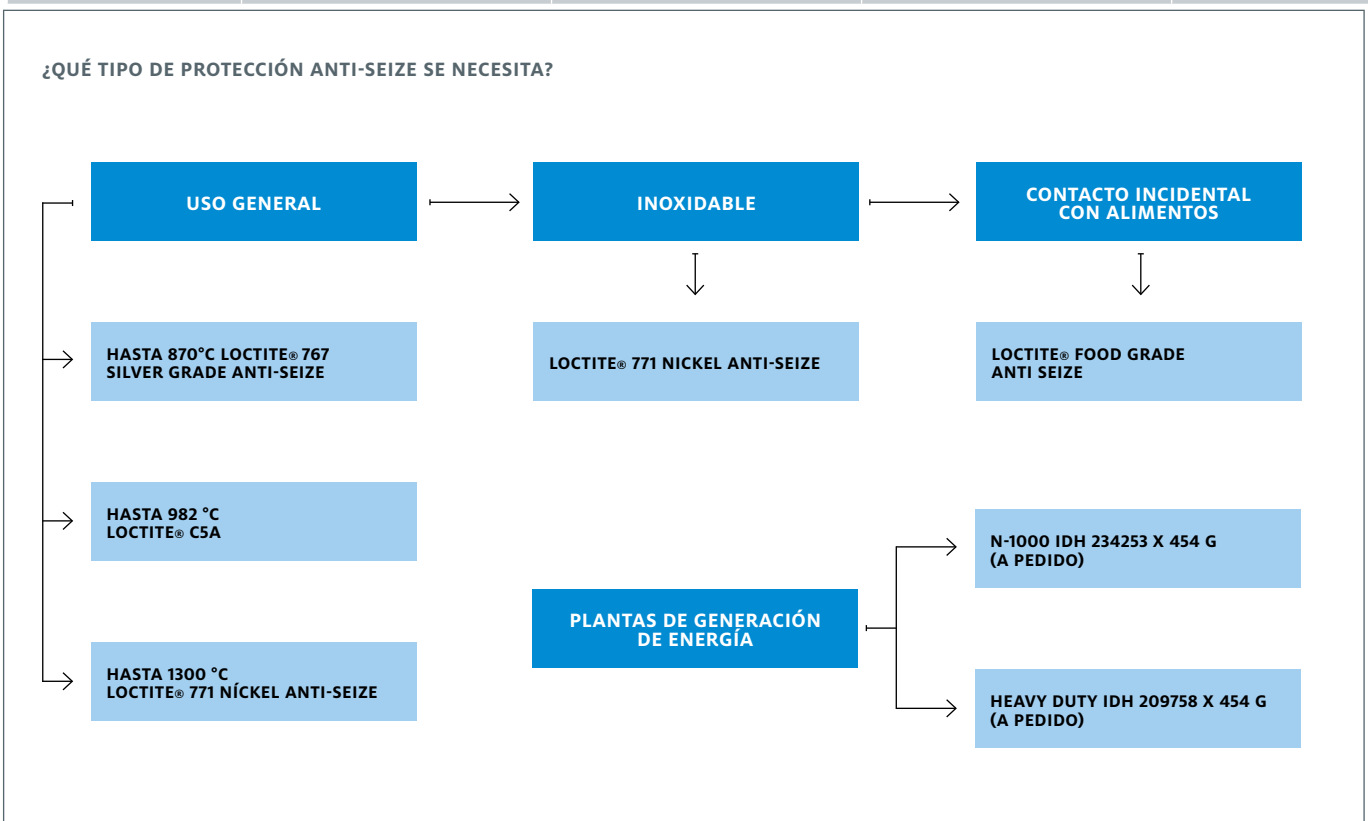 ¿QUÉ TIPO DE PROTECCIÓN ANTI-SEIZE SE NECESITA?
USO GENERAL
INOXIDABLE
CONTACTO INCIDENTAL
CON ALIMENTOS
HASTA 870°C LOCTITE® 767
SILVER GRADE ANTI-SEIZE
LOCTITE® 771 NICKEL ANTI-SEIZE
LOCTITE® FOOD GRADE
ANTI SEIZE
HASTA 982 °C
LOCTITE® C5A
N-1000 IDH 234253 X 454 G
(A PEDIDO)
PLANTAS DE GENERACIÓN
DE ENERGÍA
HASTA 1300 °C
LOCTITE® 771 NÍCKEL ANTI-SEIZE
HEAVY DUTY IDH 209758 X 454 G
(A PEDIDO)